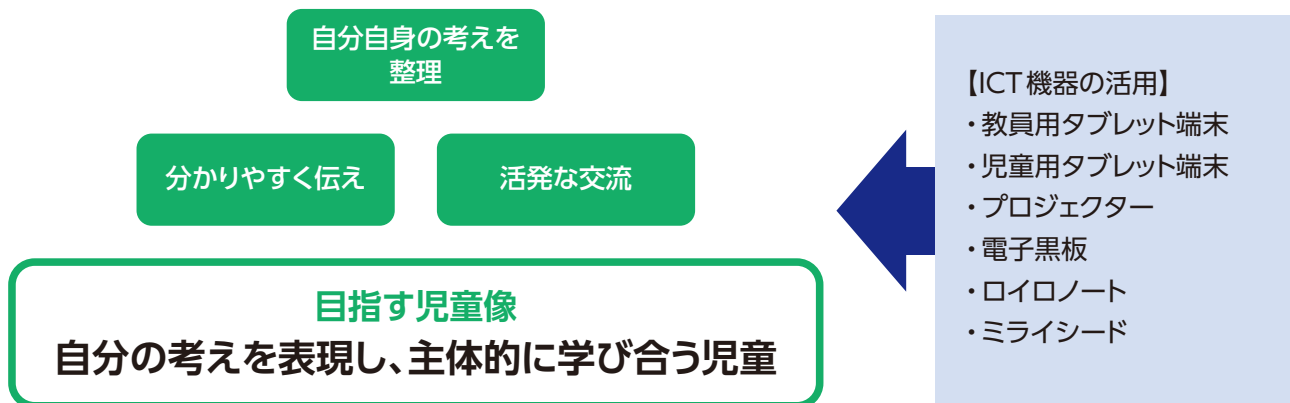 自分自身の考えを
整理
分かりやすく伝え
活発な交流
目指す児童像
自分の考えを表現し、主体的に学び合う児童
【ICT機器の活用】
・教員用タブレット端末
・児童用タブレット端末
・プロジェクター
・電子黒板
・ロイロノート
・ミライシード